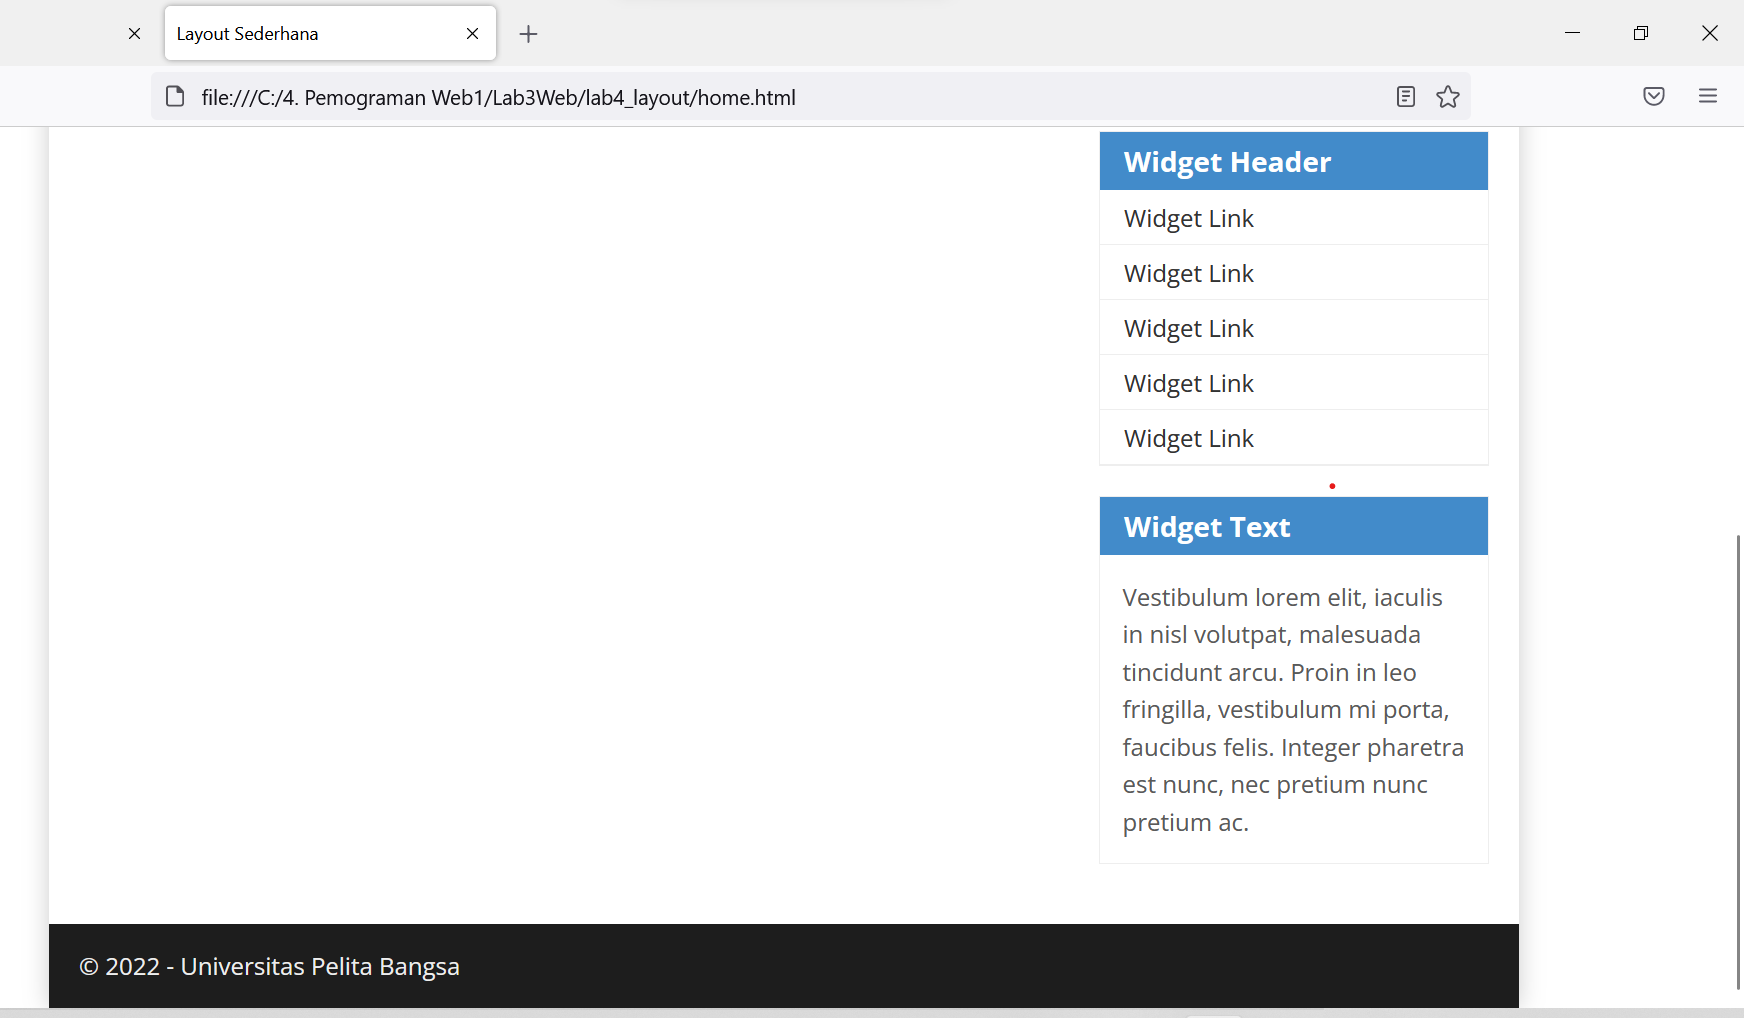 Layout Sederhana
file:///C:/4. Pemograman Web1/Lab3Web/lab4_layout/home.html
Widget Header
Widget Link
Widget Link
Widget Link
Widget Link
Widget Link
Widget Text
Vestibulum lorem elit, iaculis
in nisl volutpat, malesuada
tincidunt arcu. Proin in leo
fringilla, vestibulum mi porta,
faucibus felis. Integer pharetra
est nunc, nec pretium nunc
pretium ac.
© 2022 - Universitas Pelita Bangsa